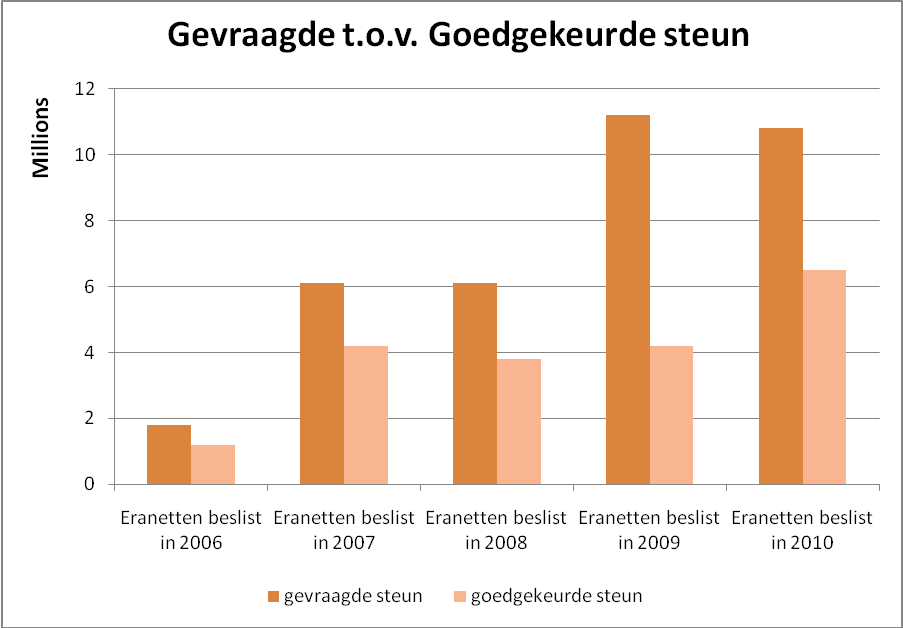 Gevraagde t.o.v. Goedgekeurde steun
Millions
12
10
8
6
4
2
0
Eranetten beslist in 2006
Eranetten beslist in 2007
Eranetten beslist in 2008
Eranetten beslist in 2009
Eranetten beslist in 2010
gevraagde steun
goedgekeurde steun